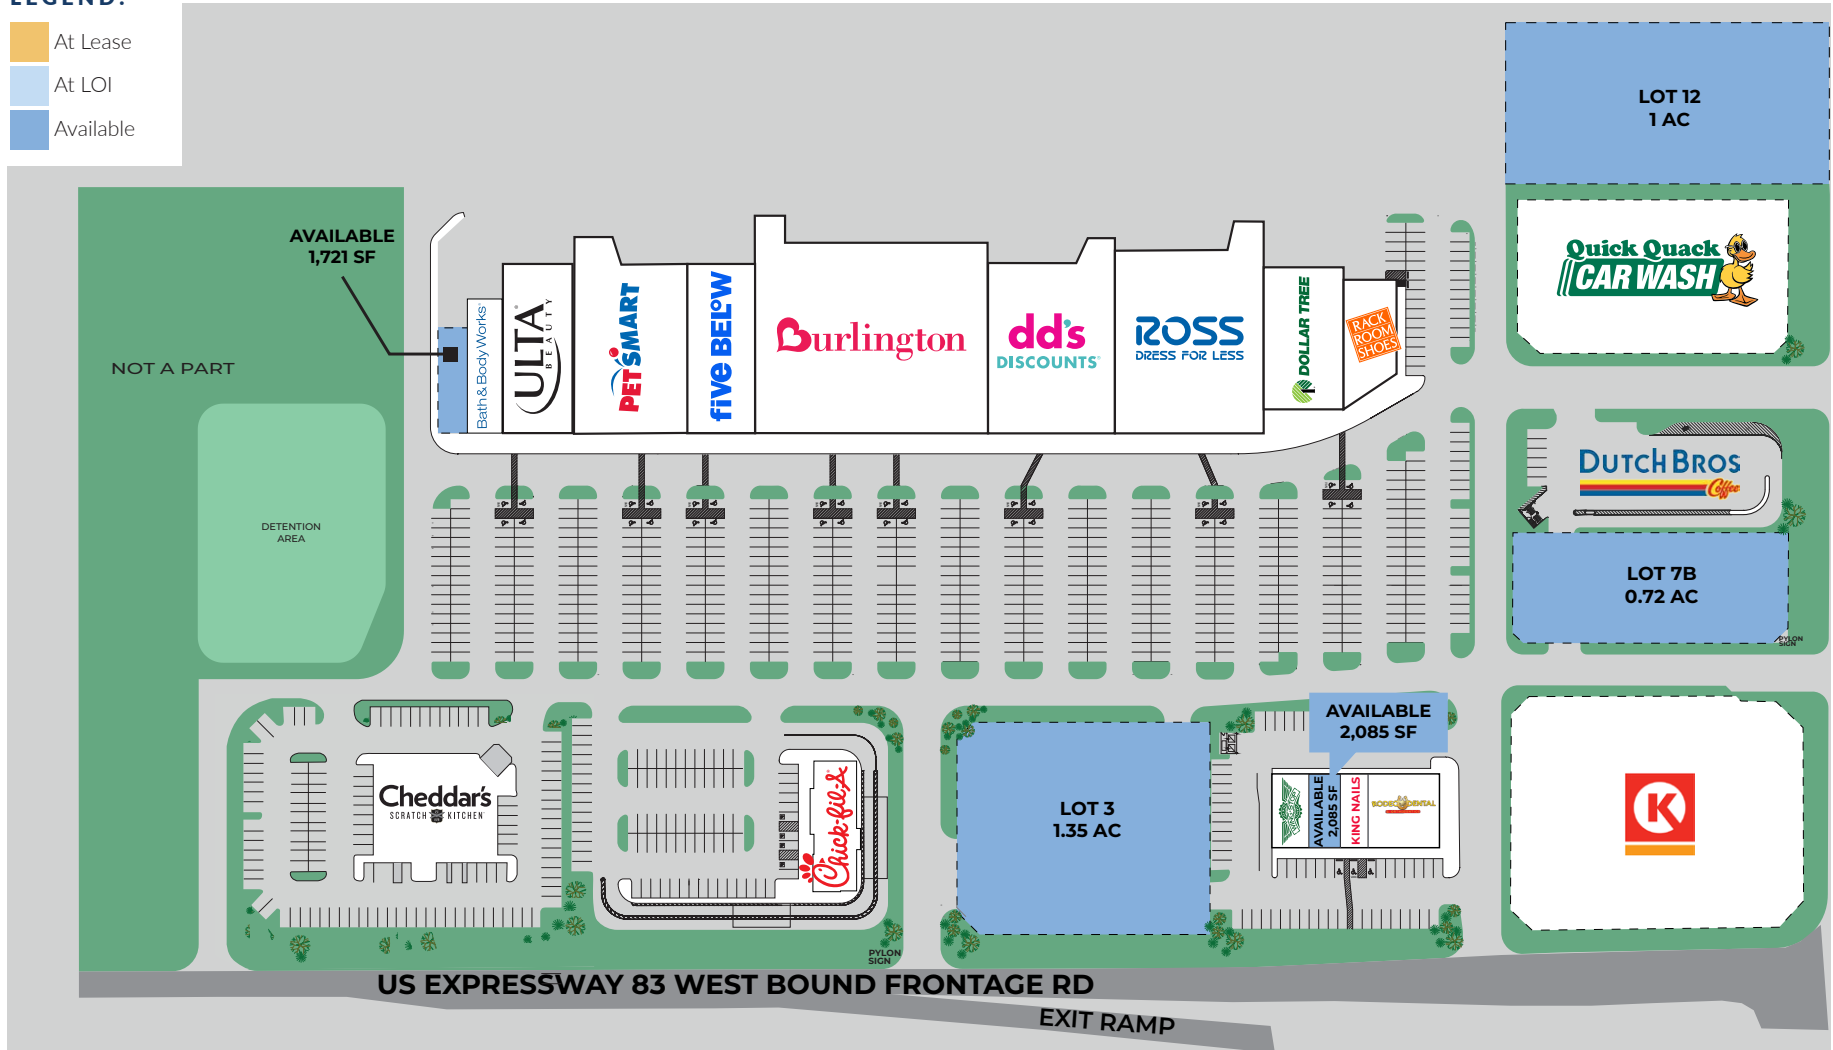 LEGEND:
At Lease
At LOI
Available
LOT 12
1 AC
AVAILABLE
1,721 SF
NOT A PART
DETENTION
AREA
Bath & Body Works
ULTA
BEAUTY
PETSMART
five BELOW
Burlington
dd's
DISCOUNTS
ROSS
DRESS FOR LESS
DOLLAR TREE
RACK
ROOM
SHOES
Quick Quack
CAR WASH
DUTCH BROS
Coffee
LOT 7B
0.72 AC
PYLON
SIGN
Cheddar's
SCRATCH KITCHEN
Chick-fil-A
PYLON
SIGN
LOT 3
1.35 AC
AVAILABLE
2,085 SF
AVAILABLE
2,085 SF
KING NAILS
RODEO DENTAL
K
US EXPRESSWAY 83 WEST BOUND FRONTAGE RD
EXIT RAMP